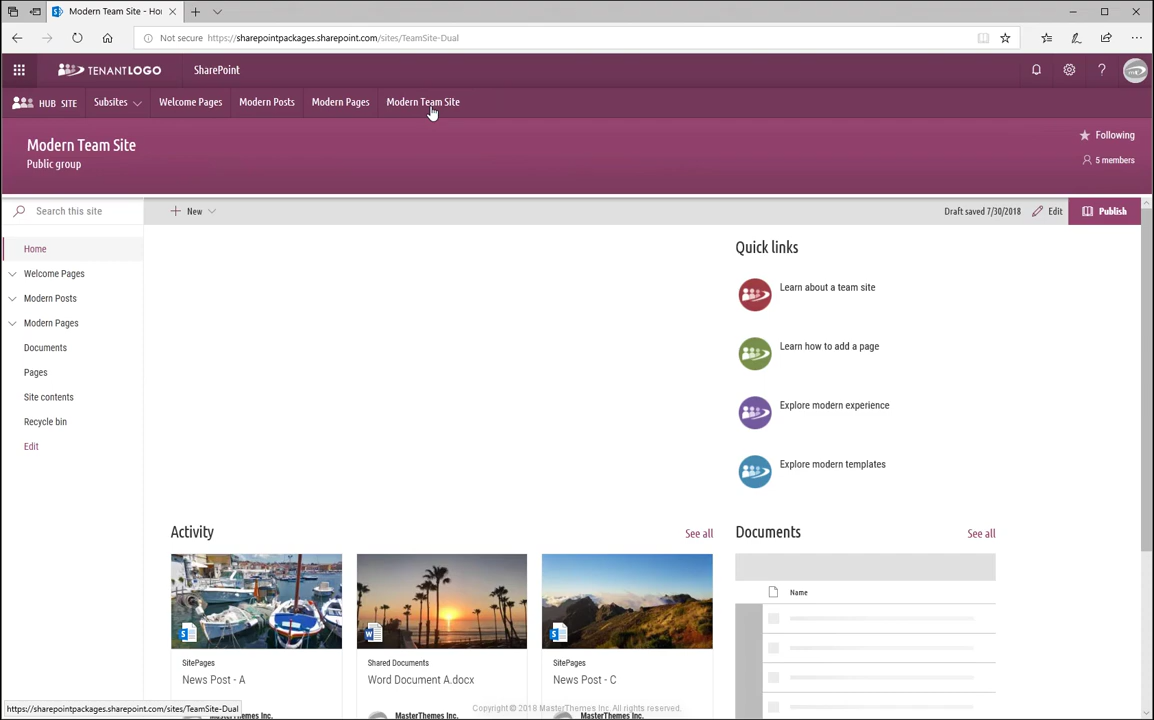 Modern Team Site - Ho
Not secure https://sharepointpackages.sharepoint.com/sites/TeamSite-Dual
TENANTLOGO SharePoint
HUB SITE Subsites Welcome Pages Modern Posts Modern Pages Modern Team Site
Modern Team Site
Public group
Following
5 members
Search this site
New
Draft saved 7/30/2018 Edit Publish
Home
Welcome Pages
Modern Posts
Modern Pages
Documents
Pages
Site contents
Recycle bin
Edit
Quick links
Learn about a team site
Learn how to add a page
Explore modern experience
Explore modern templates
Activity See all
SitePages
News Post - A
MasterThemes Inc.
Shared Documents
Word Document A.docx
MasterThemes Inc.
SitePages
News Post - C
MasterThemes Inc.
Documents See all
Name
https://sharepointpackages.sharepoint.com/sites/TeamSite-Dual
Copyright © 2018 MasterThemes Inc. All rights reserved.